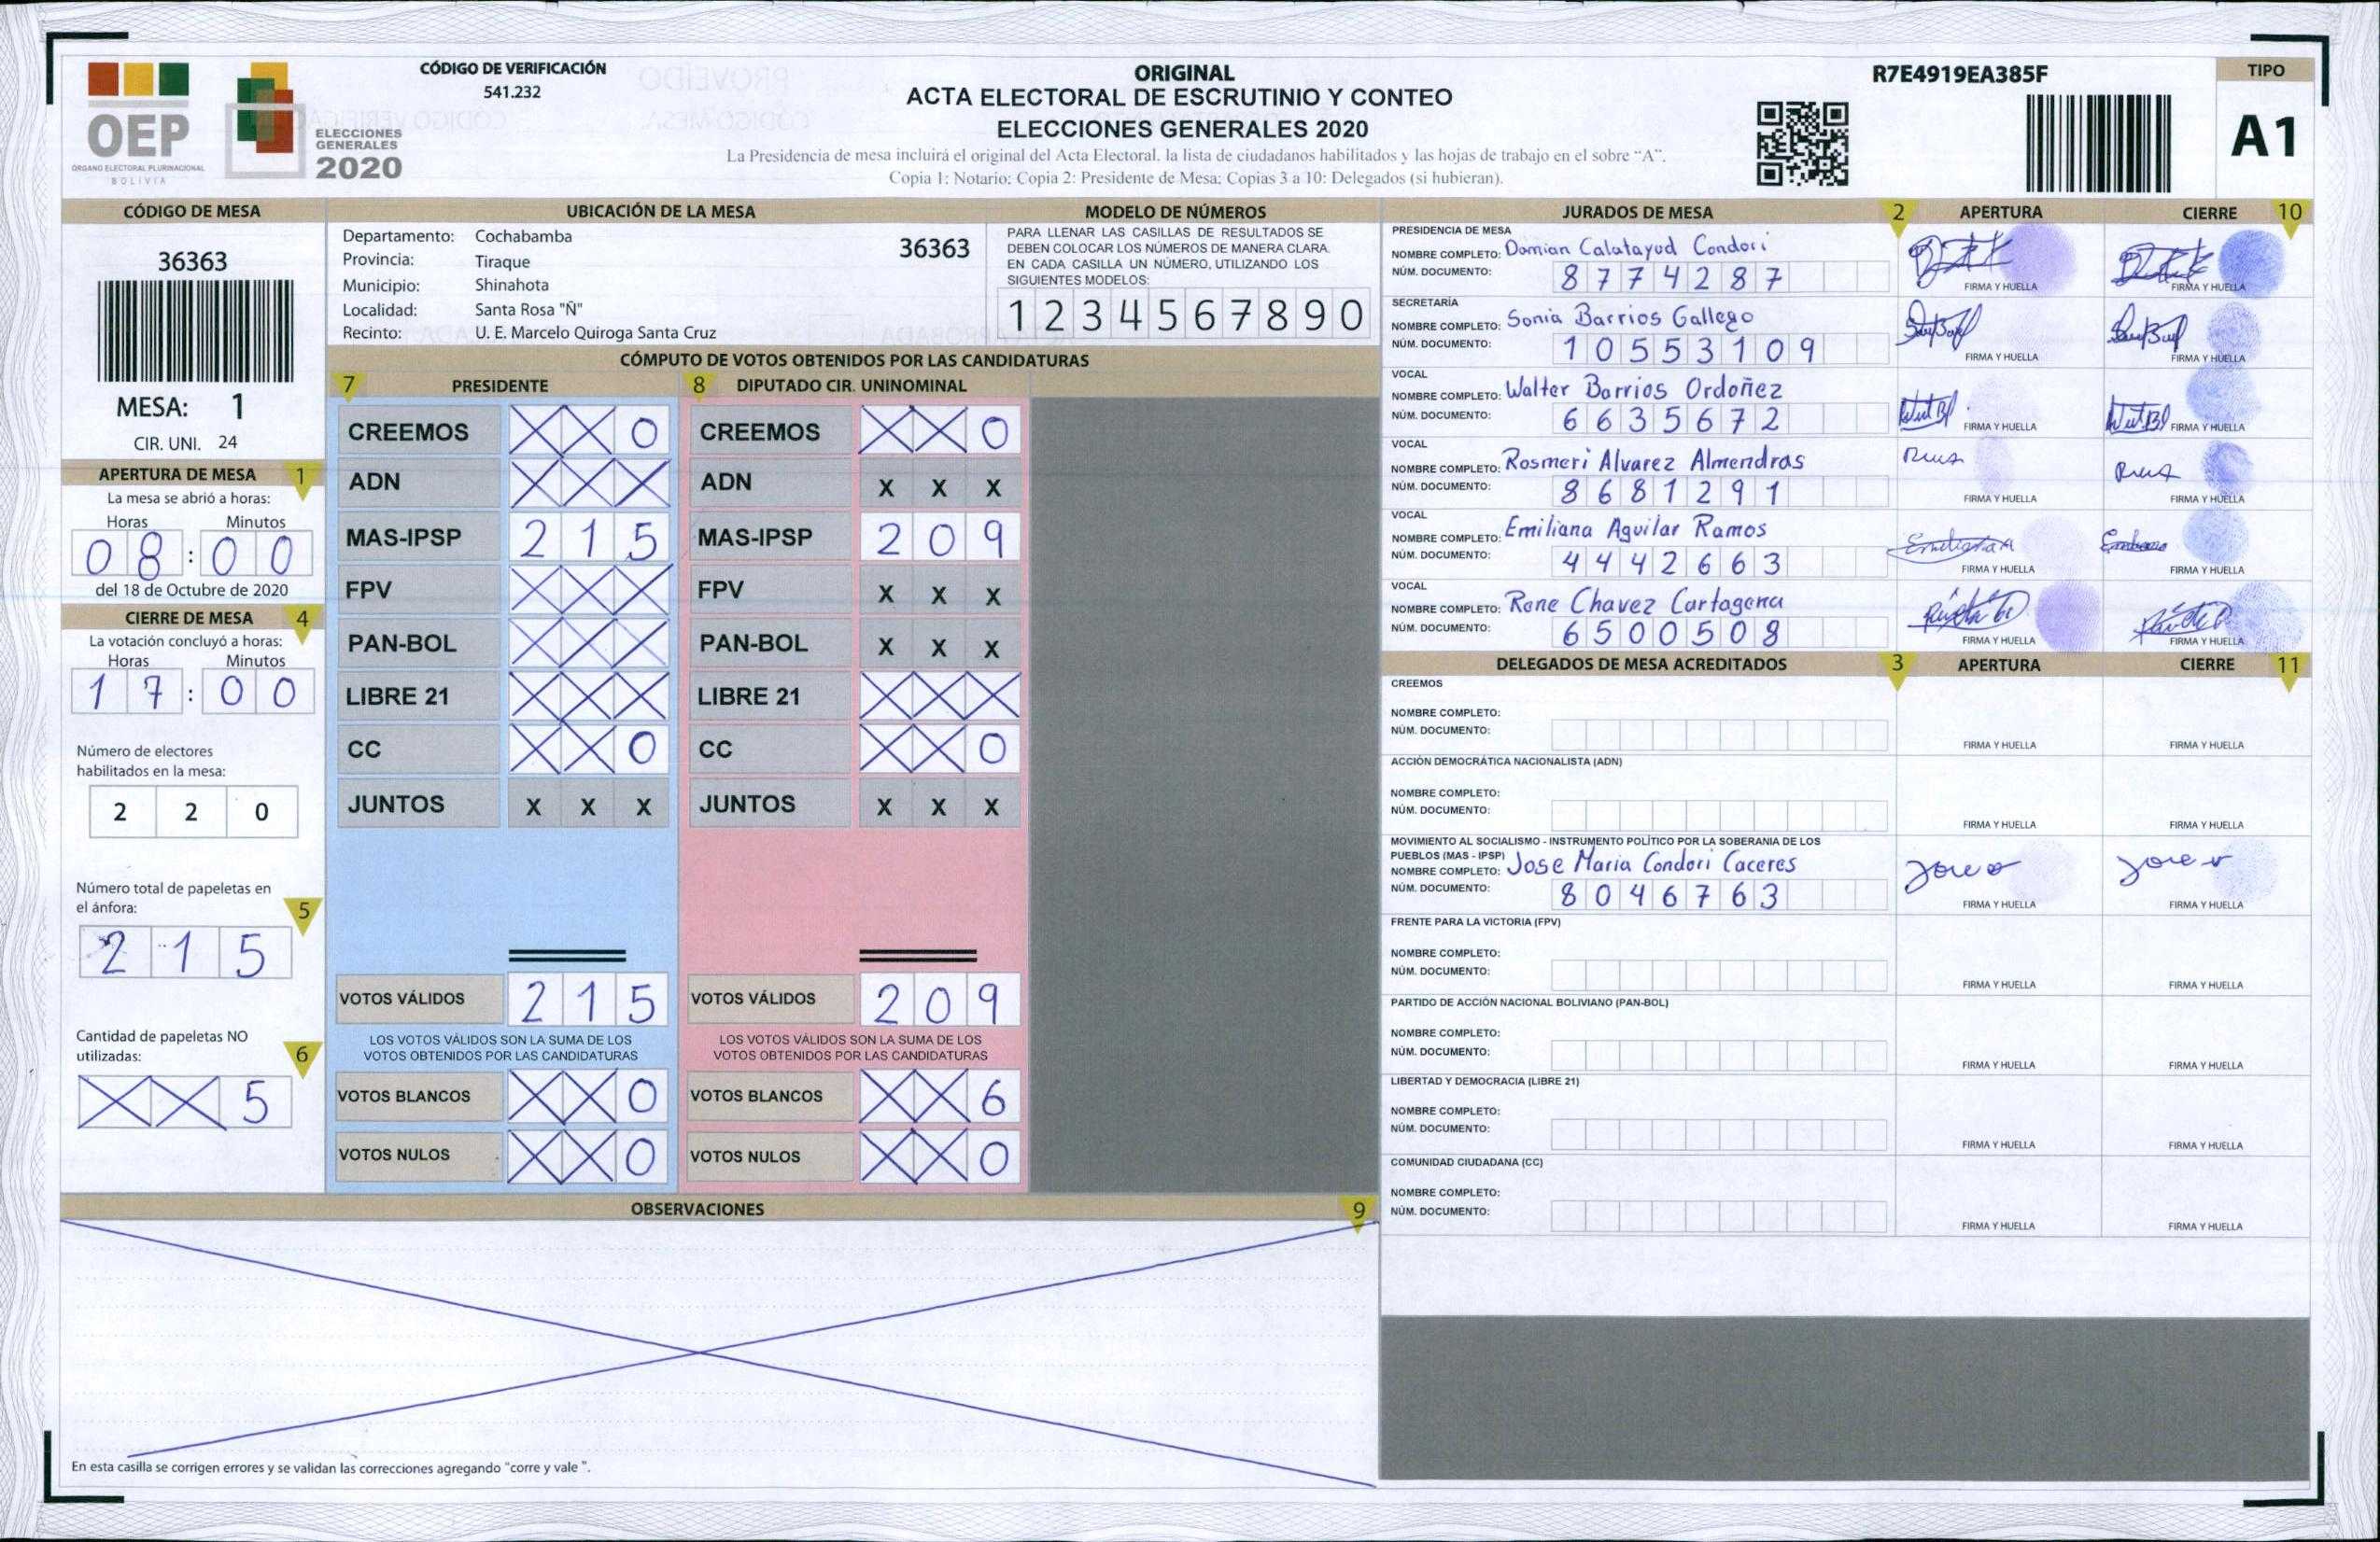 OEP
ÓRGANO ELECTORAL PLURINACIONAL
BOLIVIA
ELECCIONES
GENERALES
2020
CÓDIGO DE VERIFICACIÓN
541.232
ORIGINAL
ACTA ELECTORAL DE ESCRUTINIO Y CONTEO
ELECCIONES GENERALES 2020
La Presidencia de mesa incluirá el original del Acta Electoral, la lista de ciudadanos habilitados y las hojas de trabajo en el sobre "A".
Copia 1: Notario; Copia 2: Presidente de Mesa; Copias 3 a 10: Delegados (si hubieran).
R7E4919EA385F
TIPO
A1
CÓDIGO DE MESA
36363
MESA: 1
CIR. UNI. 24
APERTURA DE MESA 1
La mesa se abrió a horas:
Horas Minutos
08:00
del 18 de Octubre de 2020
CIERRE DE MESA 4
La votación concluyó a horas:
Horas Minutos
17:00
Número de electores
habilitados en la mesa:
2 2 0
Número total de papeletas en
el ánfora: 5
2 1 5
Cantidad de papeletas NO
utilizadas: 6
X X 5
UBICACIÓN DE LA MESA
Departamento: Cochabamba
36363
Provincia: Tiraque
Municipio: Shinahota
Localidad: Santa Rosa "Ñ"
Recinto: U. E. Marcelo Quiroga Santa Cruz
MODELO DE NÚMEROS
PARA LLENAR LAS CASILLAS DE RESULTADOS SE
DEBEN COLOCAR LOS NÚMEROS DE MANERA CLARA.
EN CADA CASILLA UN NÚMERO, UTILIZANDO LOS
SIGUIENTES MODELOS:
1 2 3 4 5 6 7 8 9 0
CÓMPUTO DE VOTOS OBTENIDOS POR LAS CANDIDATURAS
7 PRESIDENTE 8 DIPUTADO CIR. UNINOMINAL
CREEMOS X X 0 CREEMOS X X 0
ADN X X X ADN X X X
MAS-IPSP 2 1 5 MAS-IPSP 2 0 9
FPV X X X FPV X X X
PAN-BOL X X X PAN-BOL X X X
LIBRE 21 X X X LIBRE 21 X X X
CC X X 0 CC X X 0
JUNTOS X X X JUNTOS X X X
VOTOS VÁLIDOS 2 1 5 VOTOS VÁLIDOS 2 0 9
LOS VOTOS VÁLIDOS SON LA SUMA DE LOS LOS VOTOS VÁLIDOS SON LA SUMA DE LOS
VOTOS OBTENIDOS POR LAS CANDIDATURAS VOTOS OBTENIDOS POR LAS CANDIDATURAS
VOTOS BLANCOS X X 0 VOTOS BLANCOS X X 6
VOTOS NULOS X X 0 VOTOS NULOS X X 0
OBSERVACIONES 9
En esta casilla se corrigen errores y se validan las correcciones agregando "corre y vale ".
JURADOS DE MESA 2 APERTURA CIERRE 10
PRESIDENCIA DE MESA
NOMBRE COMPLETO: Damian Calatayud Condori
NÚM. DOCUMENTO: 8774287
FIRMA Y HUELLA FIRMA Y HUELLA
SECRETARÍA
NOMBRE COMPLETO: Sonia Barrios Gallego
NÚM. DOCUMENTO: 10553109
FIRMA Y HUELLA FIRMA Y HUELLA
VOCAL
NOMBRE COMPLETO: Walter Barrios Ordoñez
NÚM. DOCUMENTO: 6635672
FIRMA Y HUELLA FIRMA Y HUELLA
VOCAL
NOMBRE COMPLETO: Rosmeri Alvarez Almendras
NÚM. DOCUMENTO: 8681291
FIRMA Y HUELLA FIRMA Y HUELLA
VOCAL
NOMBRE COMPLETO: Emiliana Aguilar Ramos
NÚM. DOCUMENTO: 4442663
FIRMA Y HUELLA FIRMA Y HUELLA
VOCAL
NOMBRE COMPLETO: Rene Chavez Cartagena
NÚM. DOCUMENTO: 6500508
FIRMA Y HUELLA FIRMA Y HUELLA
DELEGADOS DE MESA ACREDITADOS 3 APERTURA CIERRE 11
CREEMOS
NOMBRE COMPLETO:
NÚM. DOCUMENTO:
FIRMA Y HUELLA FIRMA Y HUELLA
ACCIÓN DEMOCRÁTICA NACIONALISTA (ADN)
NOMBRE COMPLETO:
NÚM. DOCUMENTO:
FIRMA Y HUELLA FIRMA Y HUELLA
MOVIMIENTO AL SOCIALISMO - INSTRUMENTO POLÍTICO POR LA SOBERANIA DE LOS
PUEBLOS (MAS - IPSP)
NOMBRE COMPLETO: Jose Maria Condori Caceres
NÚM. DOCUMENTO: 8046763
FIRMA Y HUELLA FIRMA Y HUELLA
FRENTE PARA LA VICTORIA (FPV)
NOMBRE COMPLETO:
NÚM. DOCUMENTO:
FIRMA Y HUELLA FIRMA Y HUELLA
PARTIDO DE ACCIÓN NACIONAL BOLIVIANO (PAN-BOL)
NOMBRE COMPLETO:
NÚM. DOCUMENTO:
FIRMA Y HUELLA FIRMA Y HUELLA
LIBERTAD Y DEMOCRACIA (LIBRE 21)
NOMBRE COMPLETO:
NÚM. DOCUMENTO:
FIRMA Y HUELLA FIRMA Y HUELLA
COMUNIDAD CIUDADANA (CC)
NOMBRE COMPLETO:
NÚM. DOCUMENTO:
FIRMA Y HUELLA FIRMA Y HUELLA